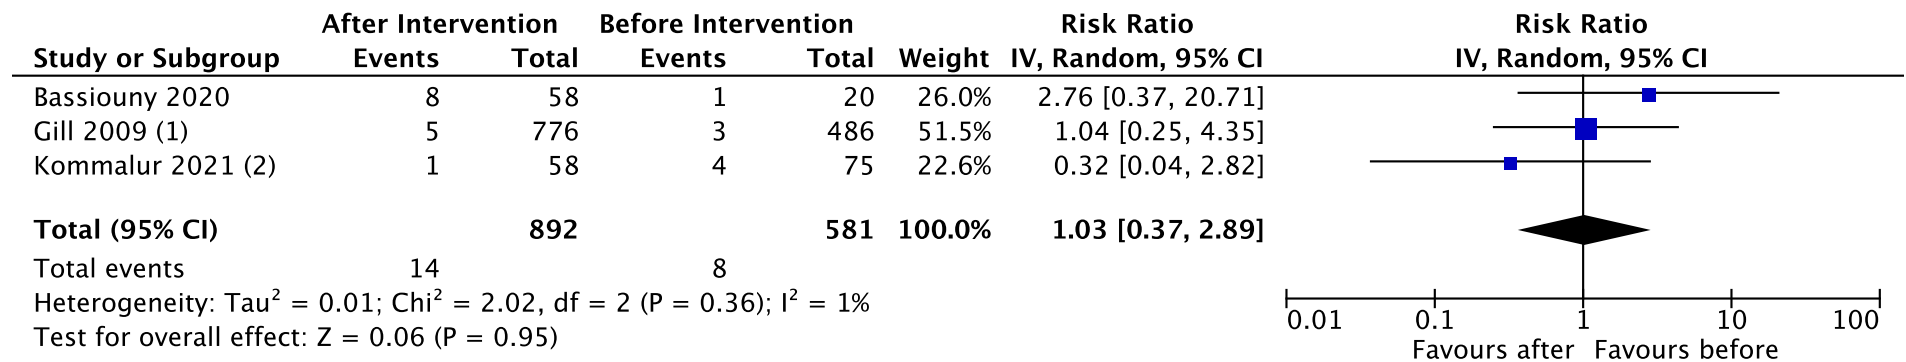 After Intervention Before Intervention Risk Ratio Risk Ratio
Study or Subgroup Events Total Events Total Weight IV, Random, 95% CI IV, Random, 95% CI
Bassiouny 2020 8 58 1 20 26.0% 2.76 [0.37, 20.71]
Gill 2009 (1) 5 776 3 486 51.5% 1.04 [0.25, 4.35]
Kommalur 2021 (2) 1 58 4 75 22.6% 0.32 [0.04, 2.82]
Total (95% CI) 892 581 100.0% 1.03 [0.37, 2.89]
Total events 14 8
Heterogeneity: Tau² = 0.01; Chi² = 2.02, df = 2 (P = 0.36); I² = 1%
Test for overall effect: Z = 0.06 (P = 0.95)
0.01 0.1 1 10 100
Favours after Favours before